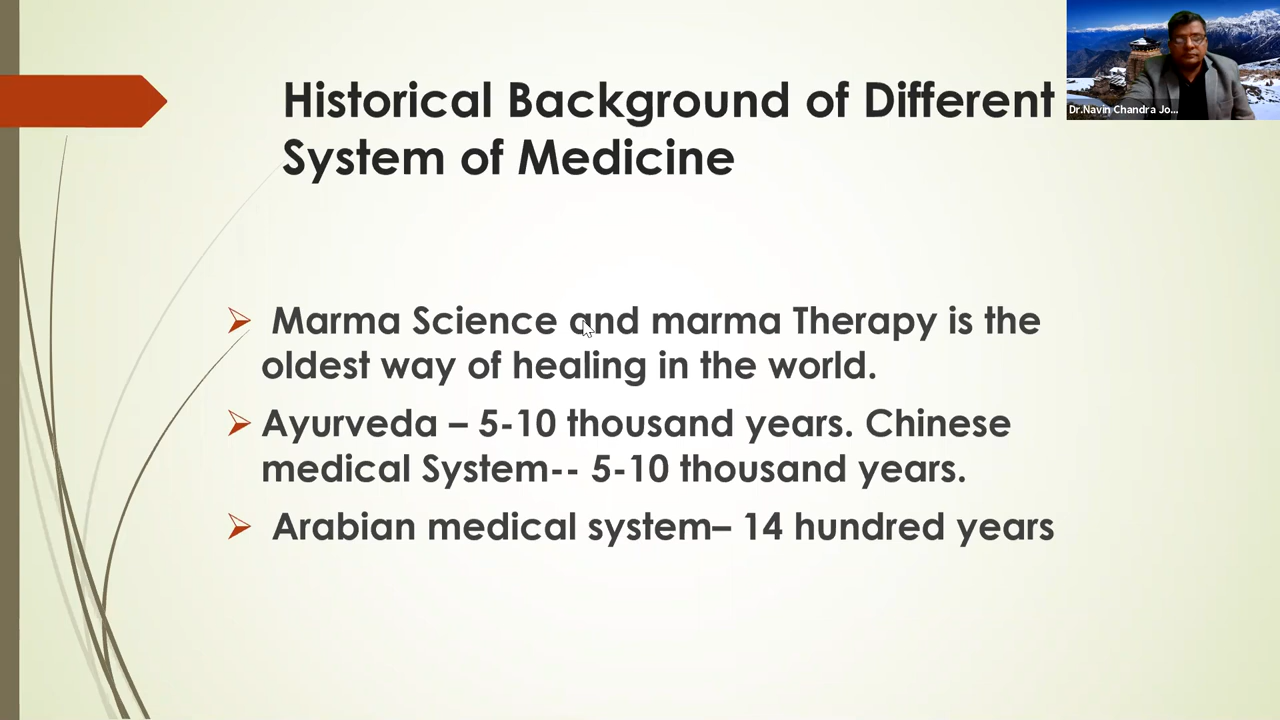 Historical Background of Different
System of Medicine
Dr.Navin Chandra Jo...
Marma Science and marma Therapy is the
oldest way of healing in the world.
Ayurveda – 5-10 thousand years. Chinese
medical System-- 5-10 thousand years.
Arabian medical system– 14 hundred years